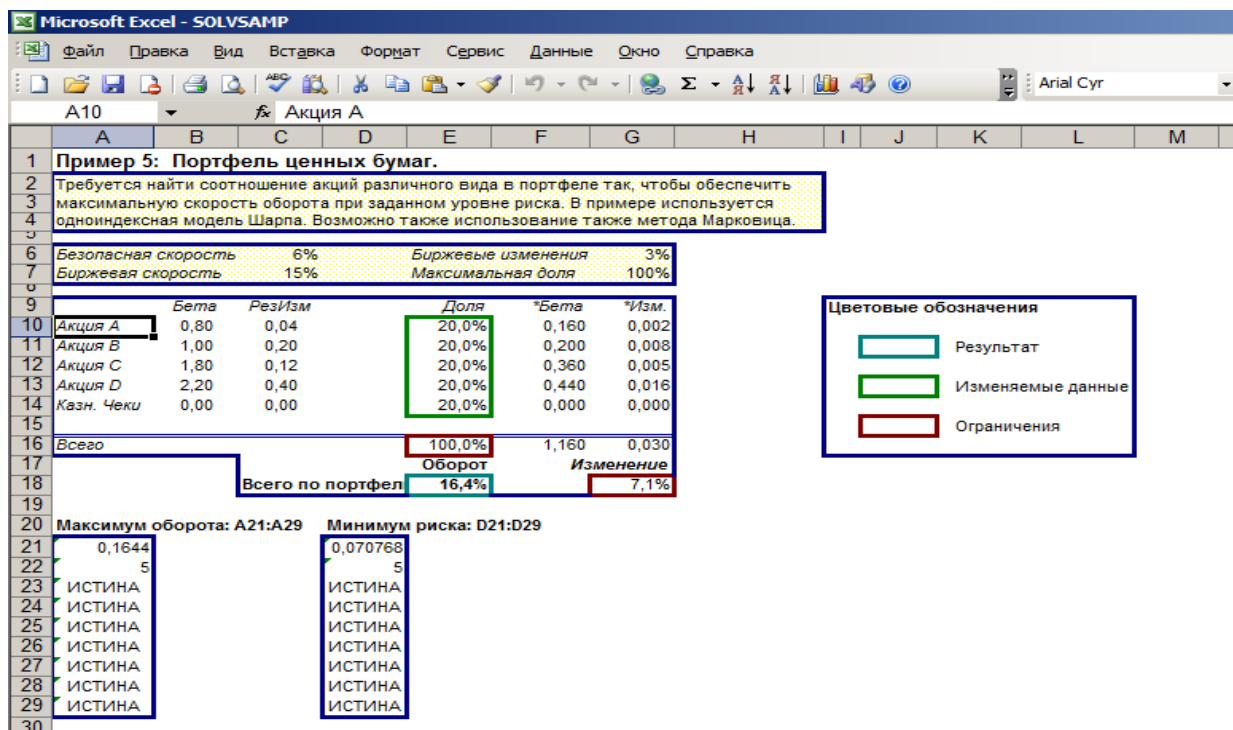 Microsoft Excel - SOLVSAMP
Файл Правка Вид Вставка Формат Сервис Данные Окно Справка
Arial Cyr
A10 fx Акция A
A B C D E F G H I J K L M
1 Пример 5: Портфель ценных бумаг.
2 Требуется найти соотношение акций различного вида в портфеле так, чтобы обеспечить
3 максимальную скорость оборота при заданном уровне риска. В примере используется
4 одноиндексная модель Шарпа. Возможно также использование также метода Марковица.
5
6 Безопасная скорость 6% Биржевые изменения 3%
7 Биржевая скорость 15% Максимальная доля 100%
8
9 Бета РезИзм Доля *Бета *Изм. Цветовые обозначения
10 Акция A 0,80 0,04 20,0% 0,160 0,002
11 Акция B 1,00 0,20 20,0% 0,200 0,008 Результат
12 Акция C 1,80 0,12 20,0% 0,360 0,005
13 Акция D 2,20 0,40 20,0% 0,440 0,016 Изменяемые данные
14 Казн. Чеки 0,00 0,00 20,0% 0,000 0,000
15 Ограничения
16 Всего 100,0% 1,160 0,030
17 Оборот Изменение
18 Всего по портфел 16,4% 7,1%
19
20 Максимум оборота: A21:A29 Минимум риска: D21:D29
21 0,1644 0,070768
22 5 5
23 ИСТИНА ИСТИНА
24 ИСТИНА ИСТИНА
25 ИСТИНА ИСТИНА
26 ИСТИНА ИСТИНА
27 ИСТИНА ИСТИНА
28 ИСТИНА ИСТИНА
29 ИСТИНА ИСТИНА
30